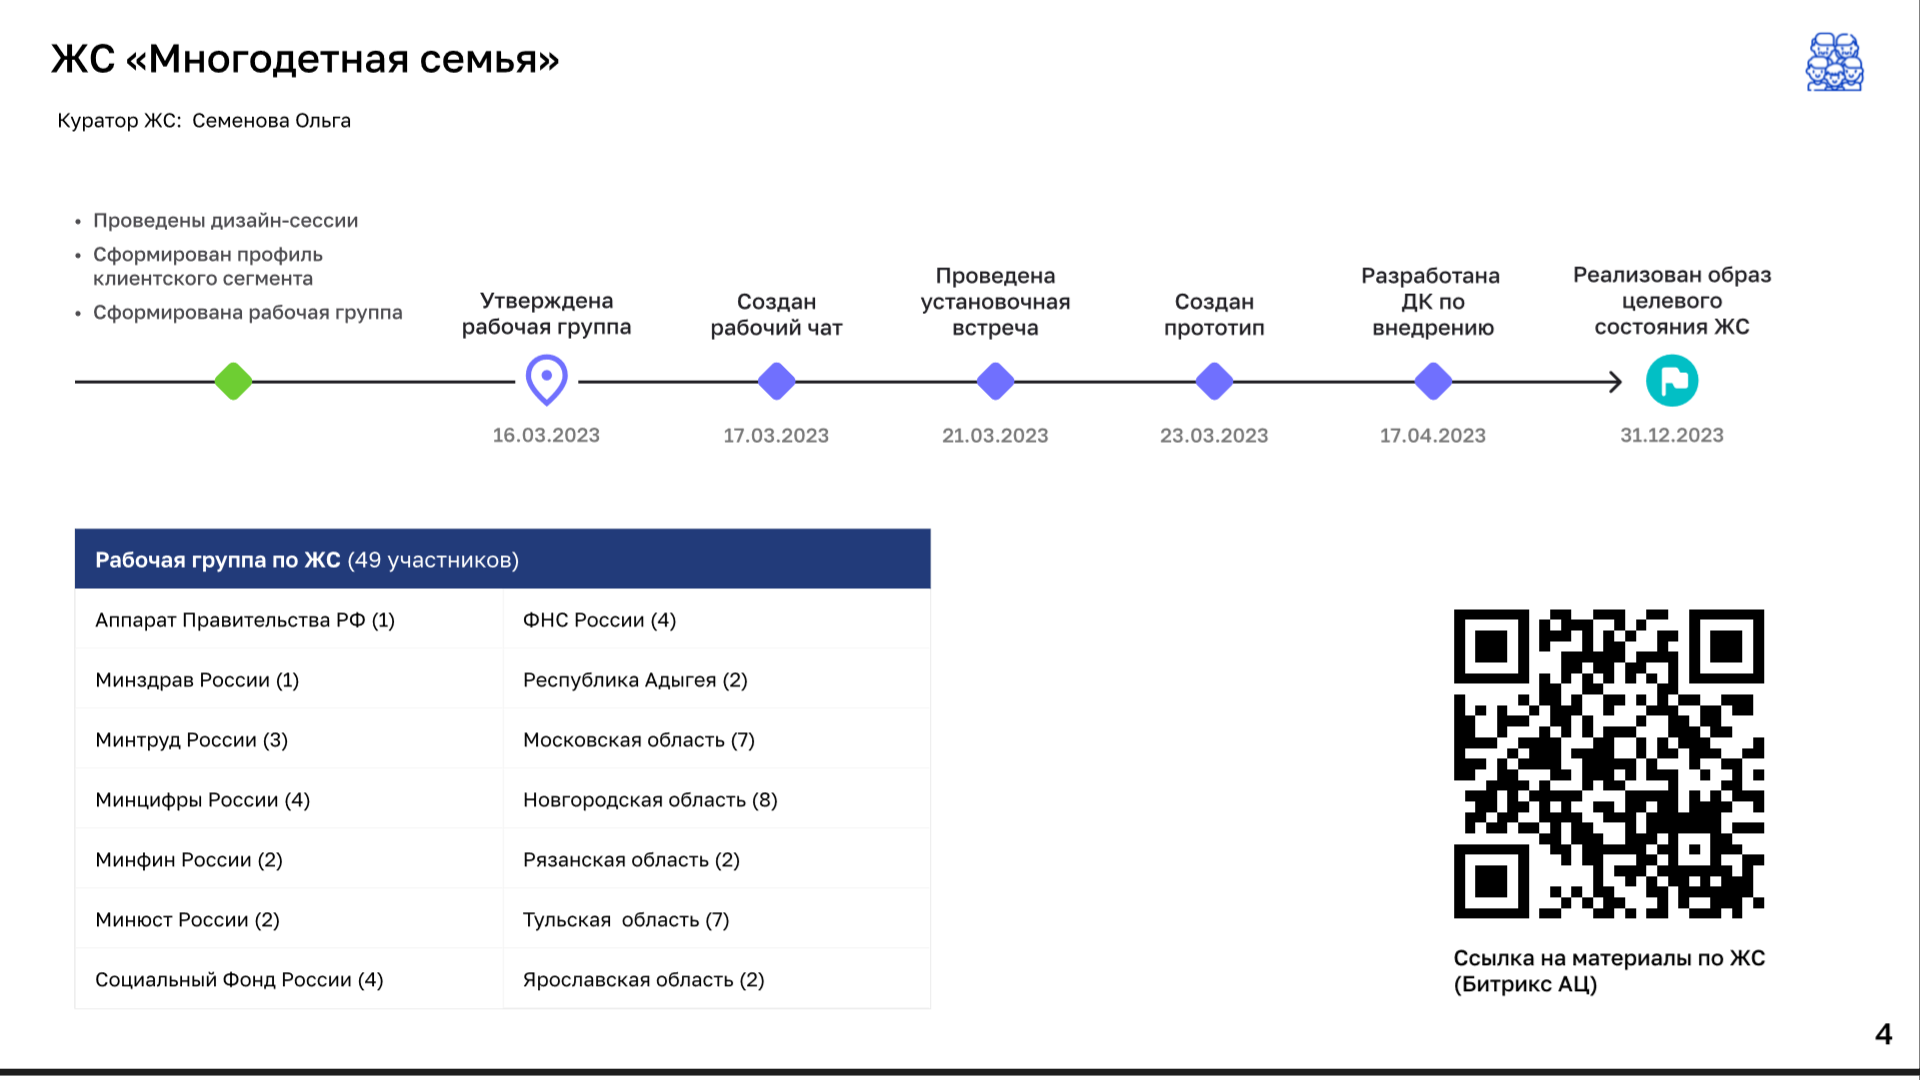 ЖС «Многодетная семья»
Куратор ЖС: Семенова Ольга
• Проведены дизайн-сессии
• Сформирован профиль
клиентского сегмента
• Сформирована рабочая группа
Утверждена
рабочая группа
16.03.2023
Создан
рабочий чат
17.03.2023
Проведена
установочная
встреча
21.03.2023
Создан
прототип
23.03.2023
Разработана
ДК по
внедрению
17.04.2023
Реализован образ
целевого
состояния ЖС
31.12.2023
Рабочая группа по ЖС (49 участников)
Аппарат Правительства РФ (1)
ФНС России (4)
Минздрав России (1)
Республика Адыгея (2)
Минтруд России (3)
Московская область (7)
Минцифры России (4)
Новгородская область (8)
Минфин России (2)
Рязанская область (2)
Минюст России (2)
Тульская  область (7)
Социальный Фонд России (4)
Ярославская область (2)
Ссылка на материалы по ЖС
(Битрикс АЦ)
4